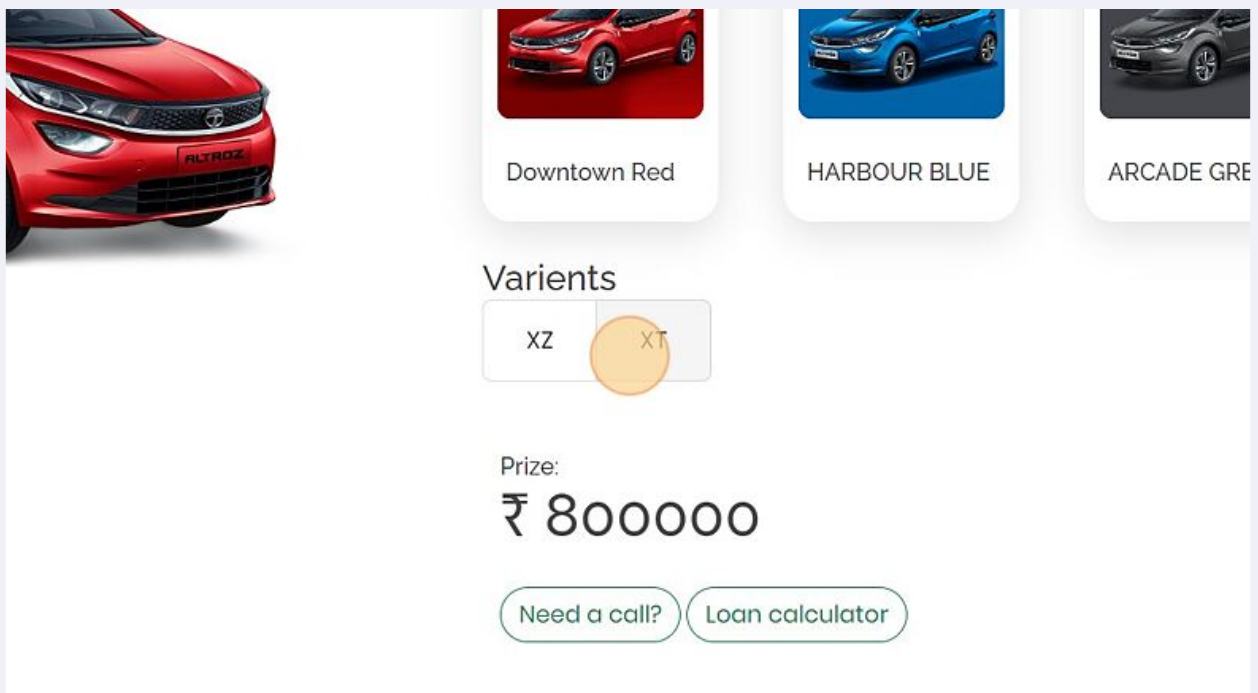 ALTROZ
Downtown Red
HARBOUR BLUE
ARCADE GRE
Varients
XZ
XT
Prize:
₹ 800000
Need a call?
Loan calculator